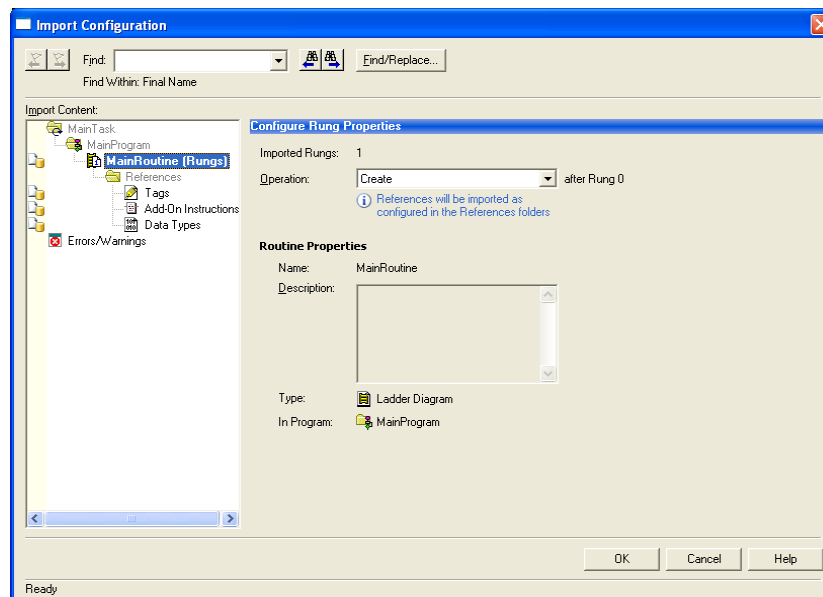 Import Configuration
Find:
Find/Replace...
Find Within: Final Name
Import Content:
MainTask
MainProgram
MainRoutine (Rungs)
References
Tags
Add-On Instructions
Data Types
Errors/Warnings
Configure Rung Properties
Imported Rungs: 1
Operation: Create after Rung 0
References will be imported as
configured in the References folders
Routine Properties
Name: MainRoutine
Description:
Type: Ladder Diagram
In Program: MainProgram
OK Cancel Help
Ready